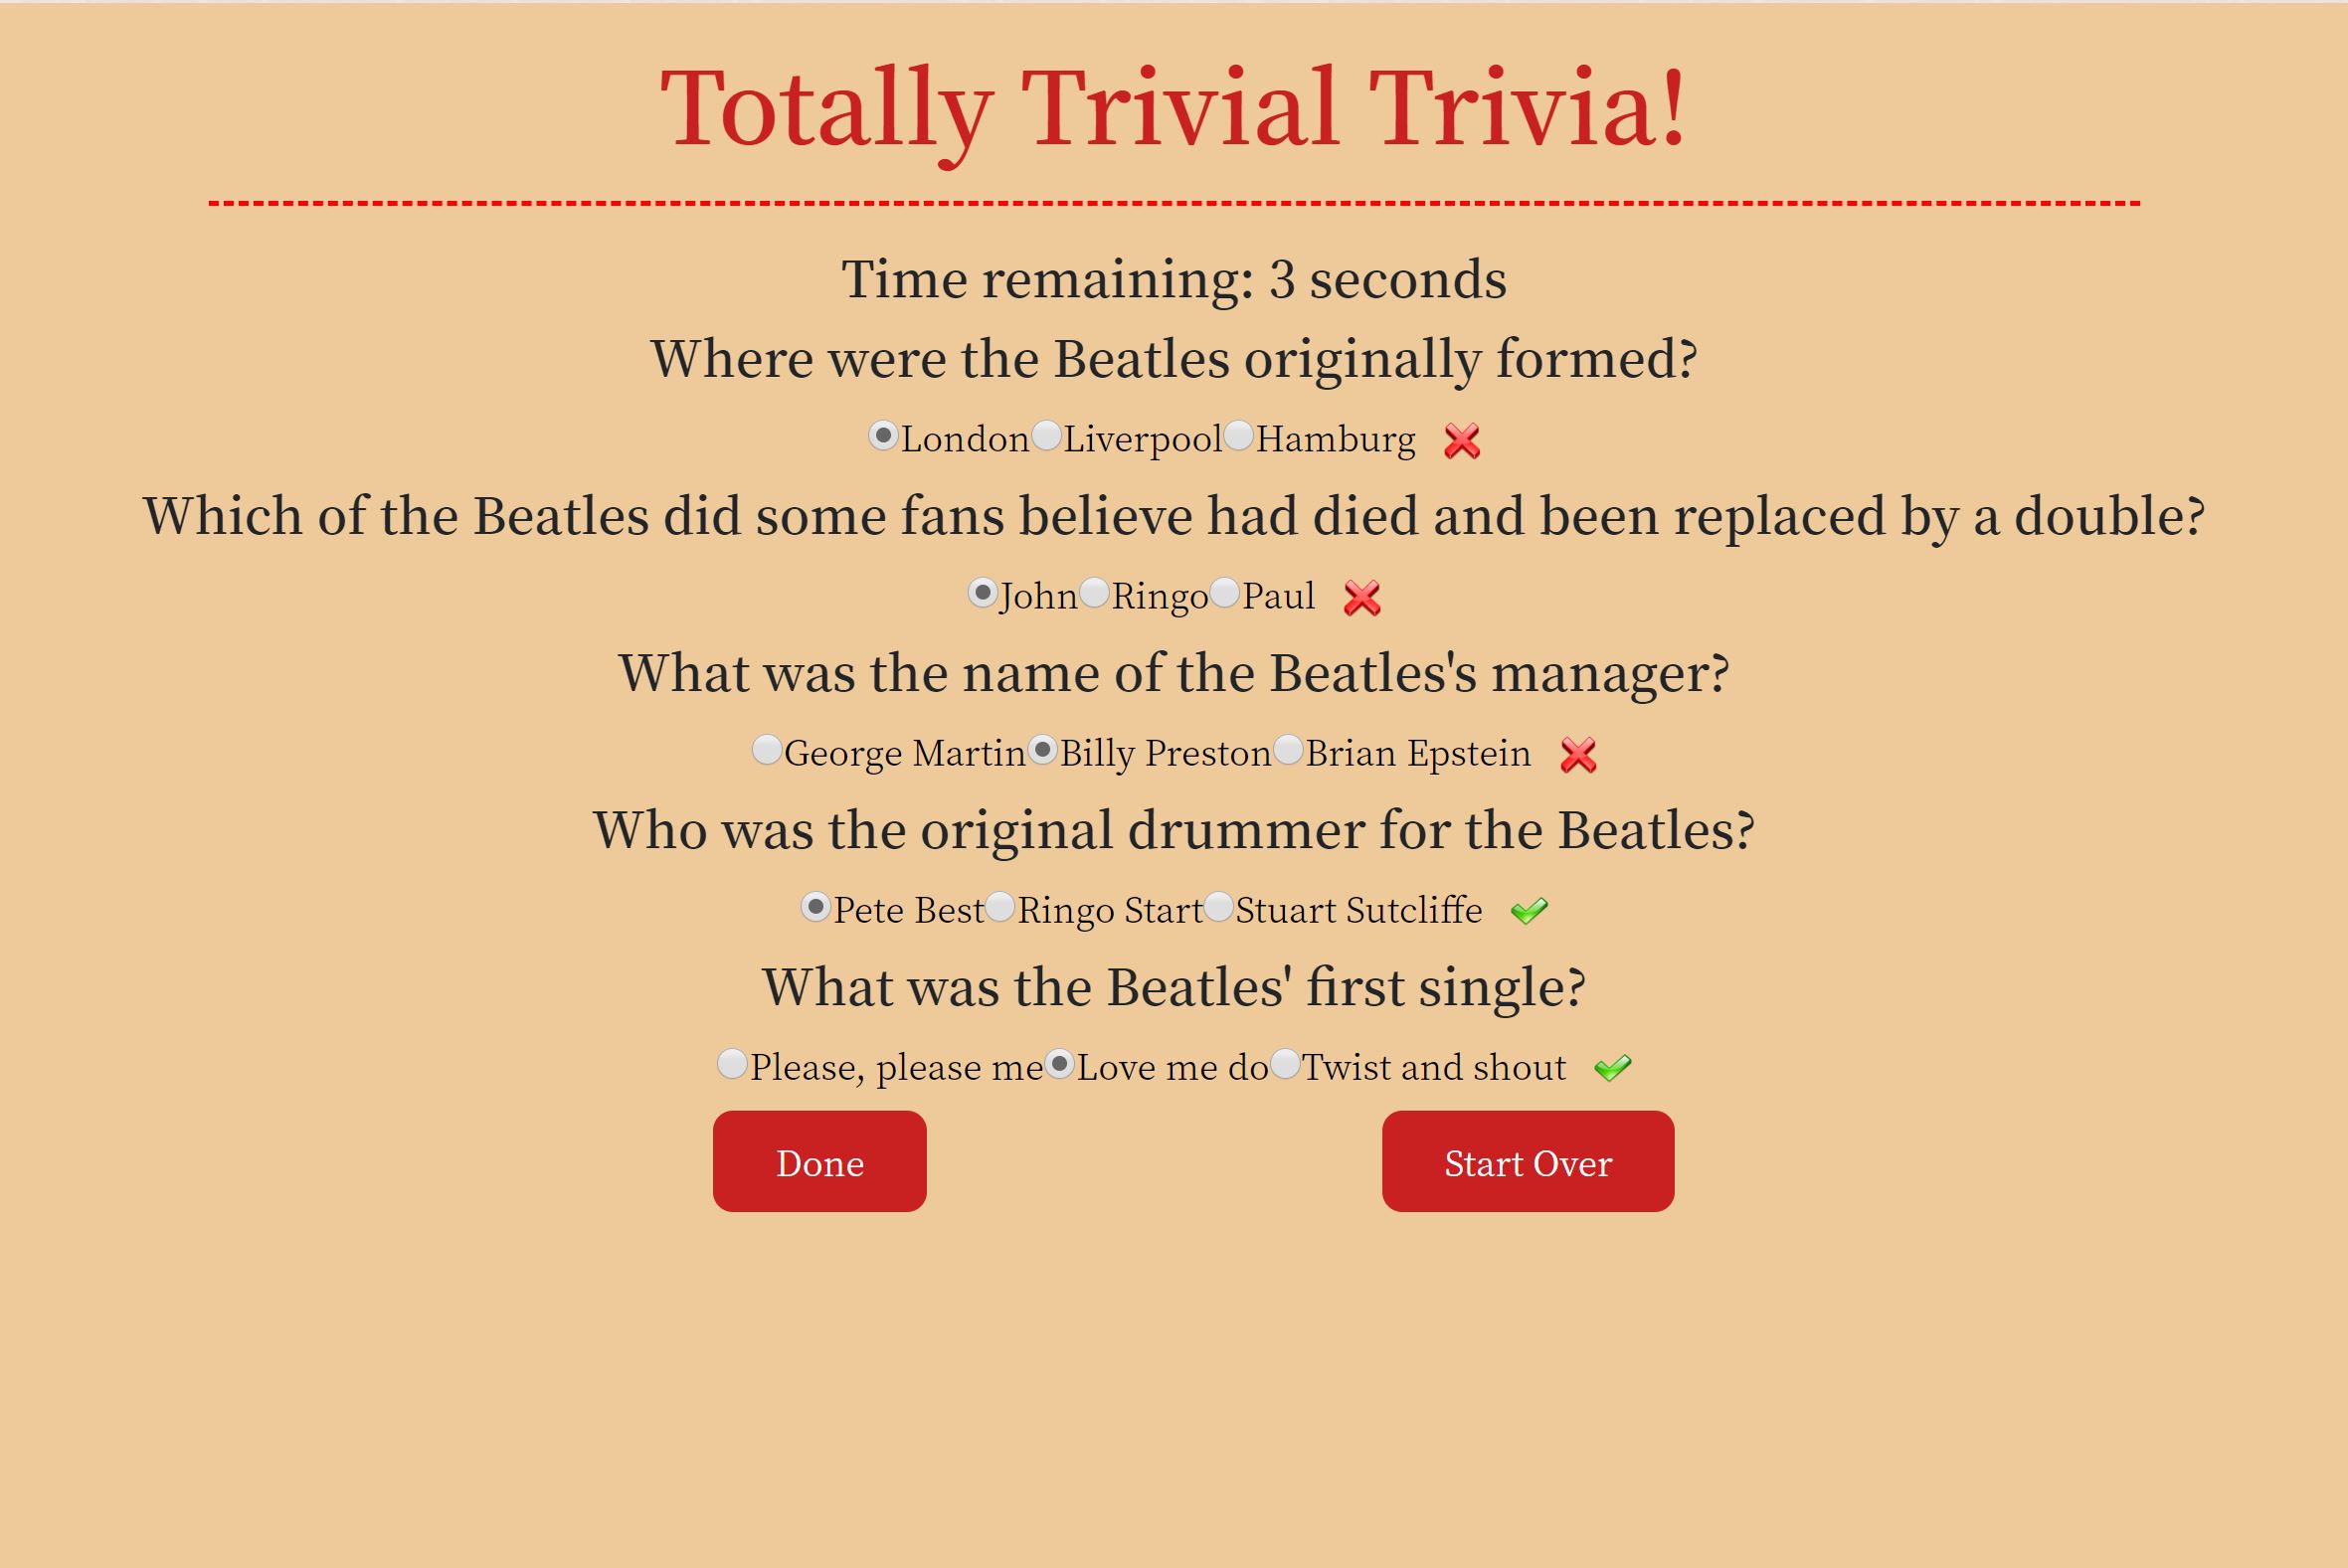 Totally Trivial Trivia!
Time remaining: 3 seconds
Where were the Beatles originally formed?
London Liverpool Hamburg
Which of the Beatles did some fans believe had died and been replaced by a double?
John Ringo Paul
What was the name of the Beatles's manager?
George Martin Billy Preston Brian Epstein
Who was the original drummer for the Beatles?
Pete Best Ringo Start Stuart Sutcliffe
What was the Beatles' first single?
Please, please me Love me do Twist and shout
Done Start Over